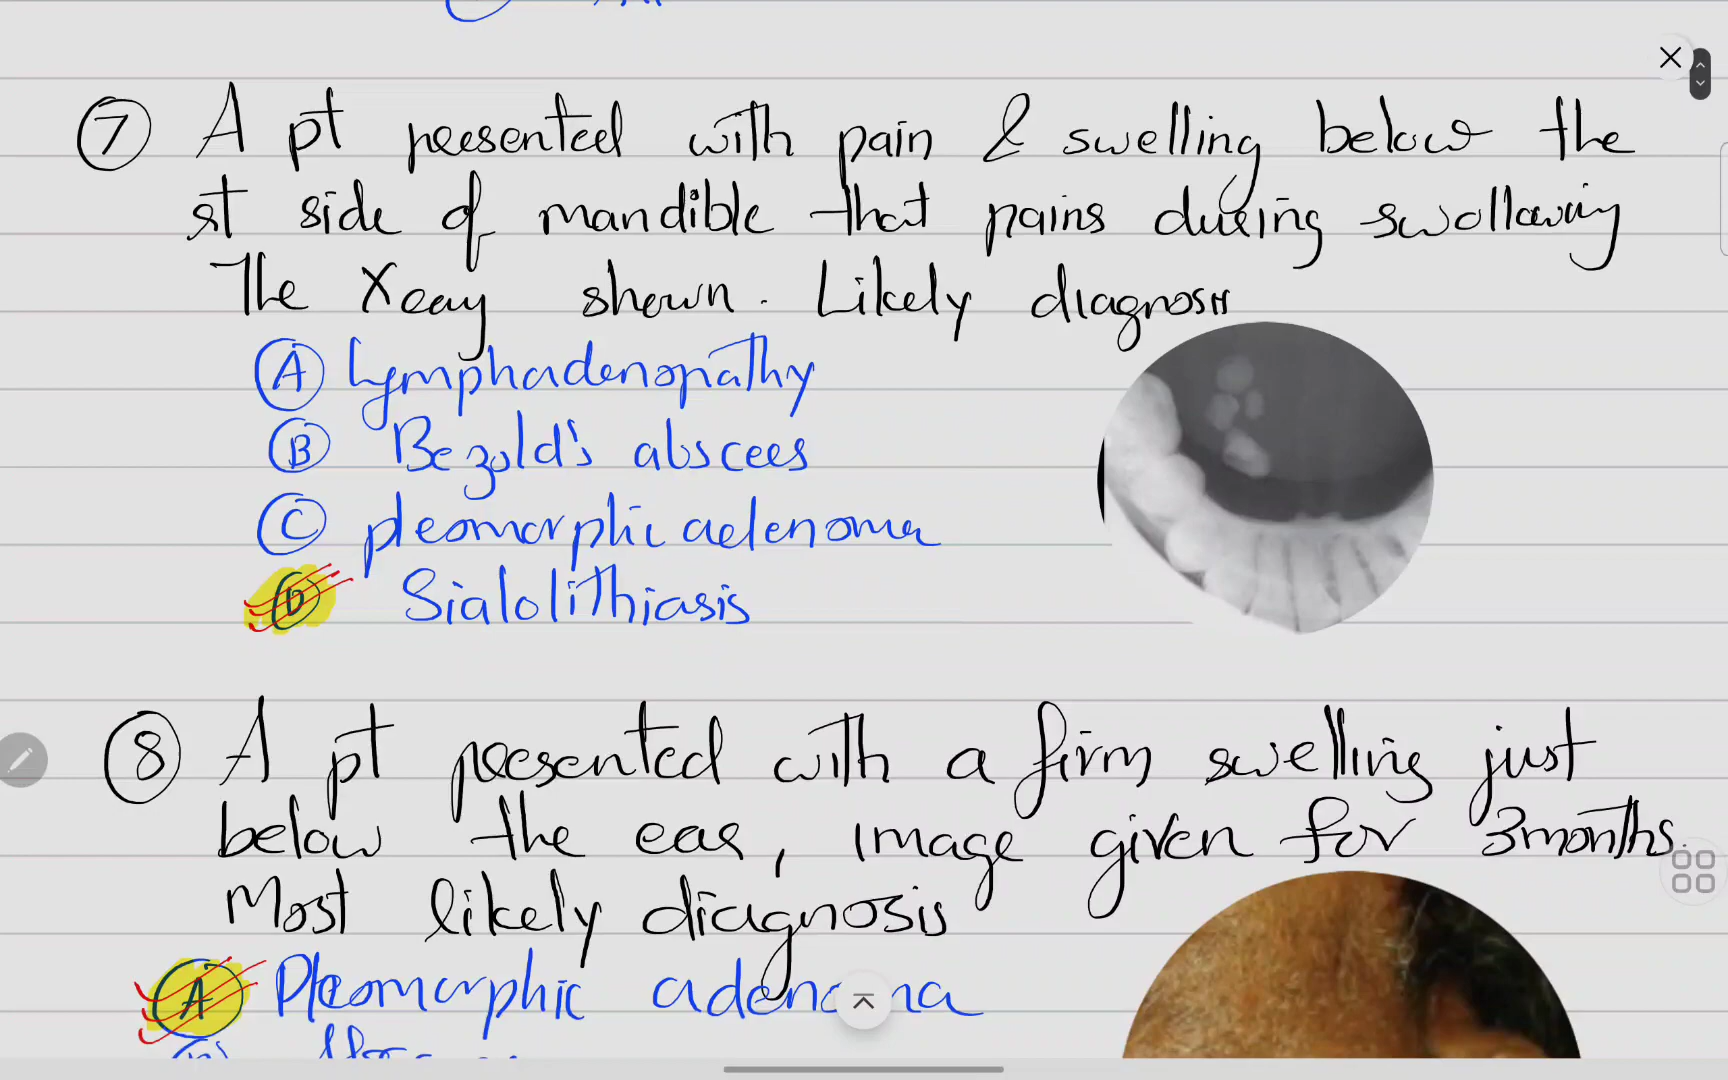 7 A pt presented with pain & swelling below the
rt side of mandible that pains during swollowing
The Xray shown. Likely diagnosis
A Lymphadenopathy
B Bezold's abscees
C pleomorphic adenoma
D Sialolithiasis
8 A pt presented with a firm swelling just
below the ear, image given for 3months.
Most likely diagnosis
A Pleomorphic adenoma